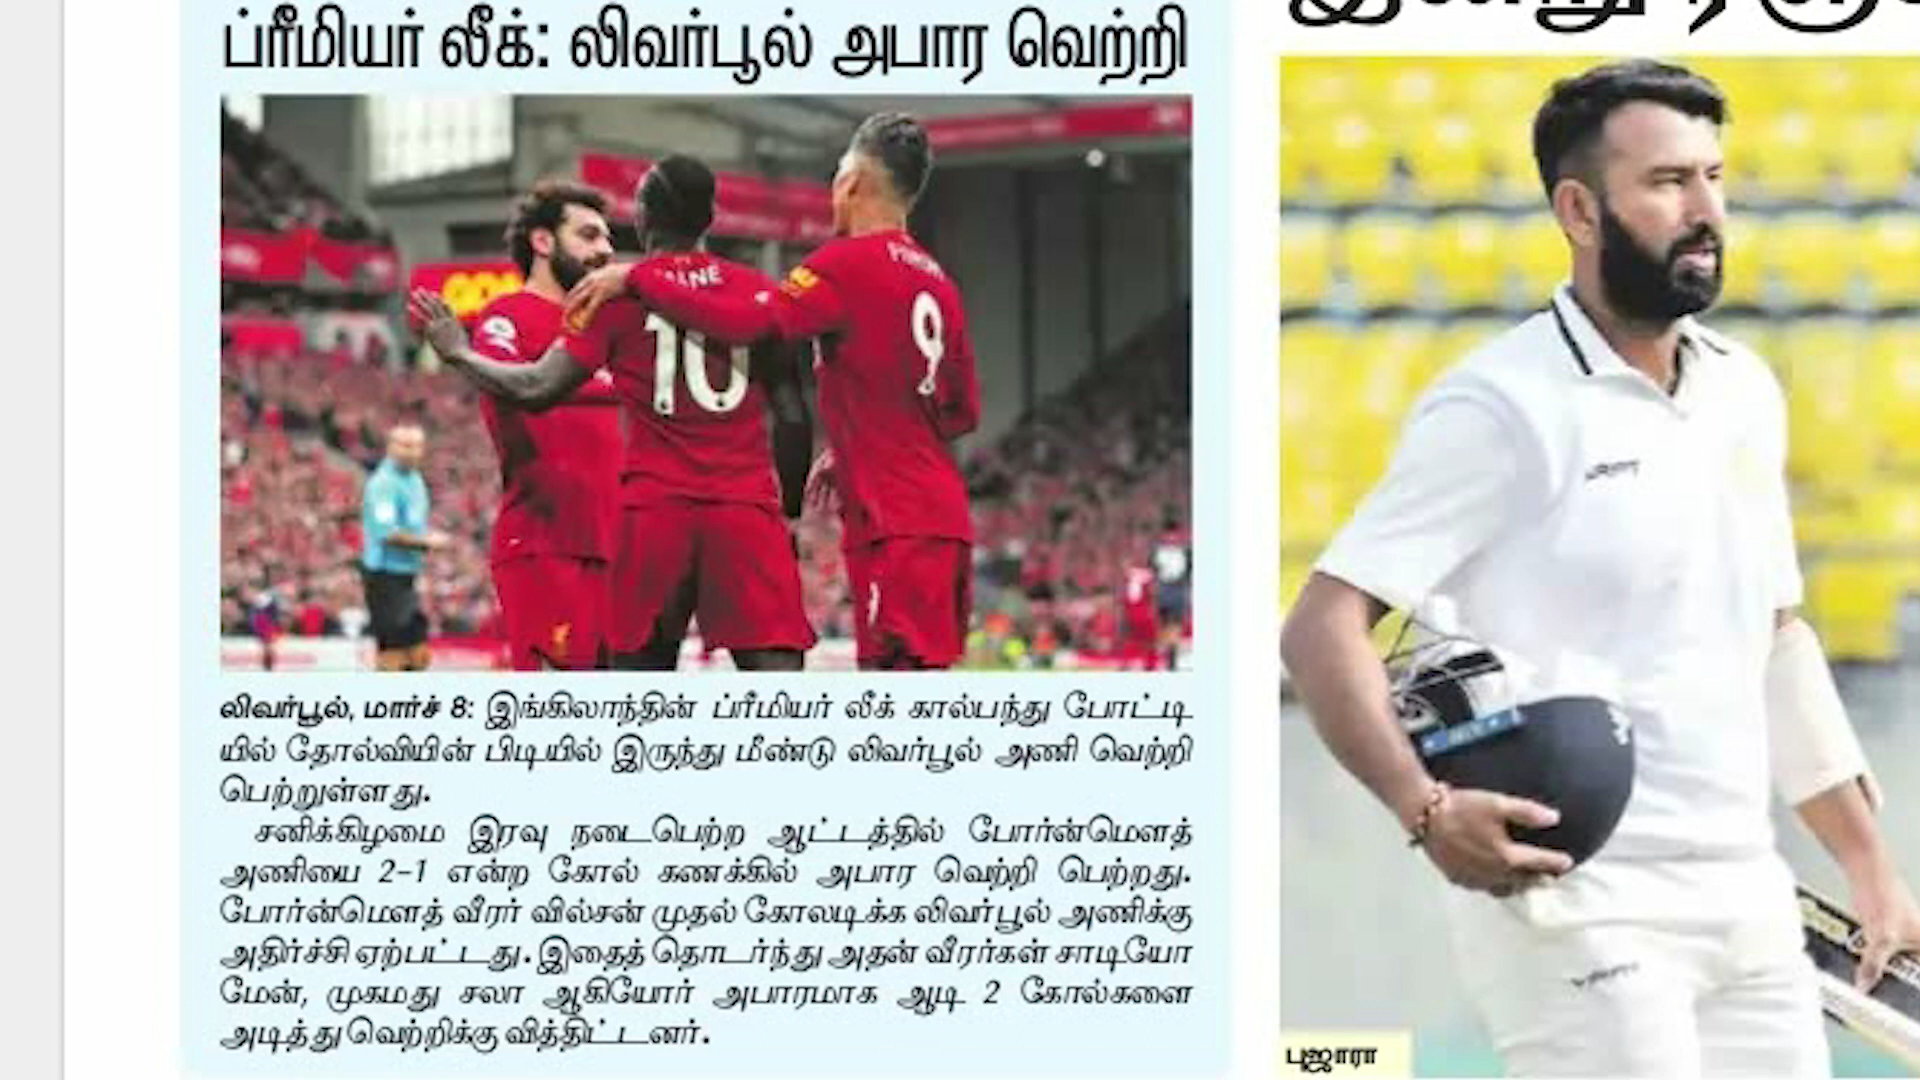 ப்ரீமியர் லீக்: லிவர்பூல் அபார வெற்றி
10
9
லிவர்பூல், மார்ச் 8: இங்கிலாந்தின் ப்ரீமியர் லீக் கால்பந்து போட்டி
யில் தோல்வியின் பிடியில் இருந்து மீண்டு லிவர்பூல் அணி வெற்றி
பெற்றுள்ளது.
சனிக்கிழமை இரவு நடைபெற்ற ஆட்டத்தில் போர்ன்மௌத்
அணியை 2-1 என்ற கோல் கணக்கில் அபார வெற்றி பெற்றது.
போர்ன்மௌத் வீரர் வில்சன் முதல் கோலடிக்க லிவர்பூல் அணிக்கு
அதிர்ச்சி ஏற்பட்டது. இதைத் தொடர்ந்து அதன் வீரர்கள் சாடியோ
மேன், முகமது சலா ஆகியோர் அபாரமாக ஆடி 2 கோல்களை
அடித்து வெற்றிக்கு வித்திட்டனர்.
புஜாரா